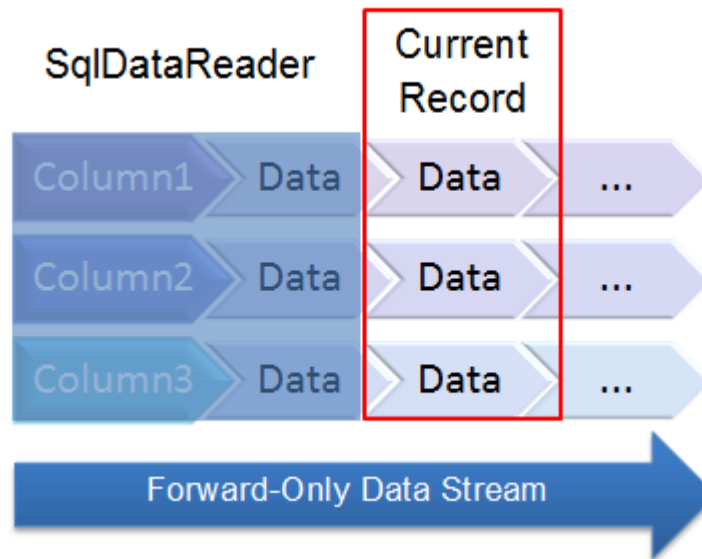 SqlDataReader
Current
Record
Column1 Data Data ...
Column2 Data Data ...
Column3 Data Data ...
Forward-Only Data Stream